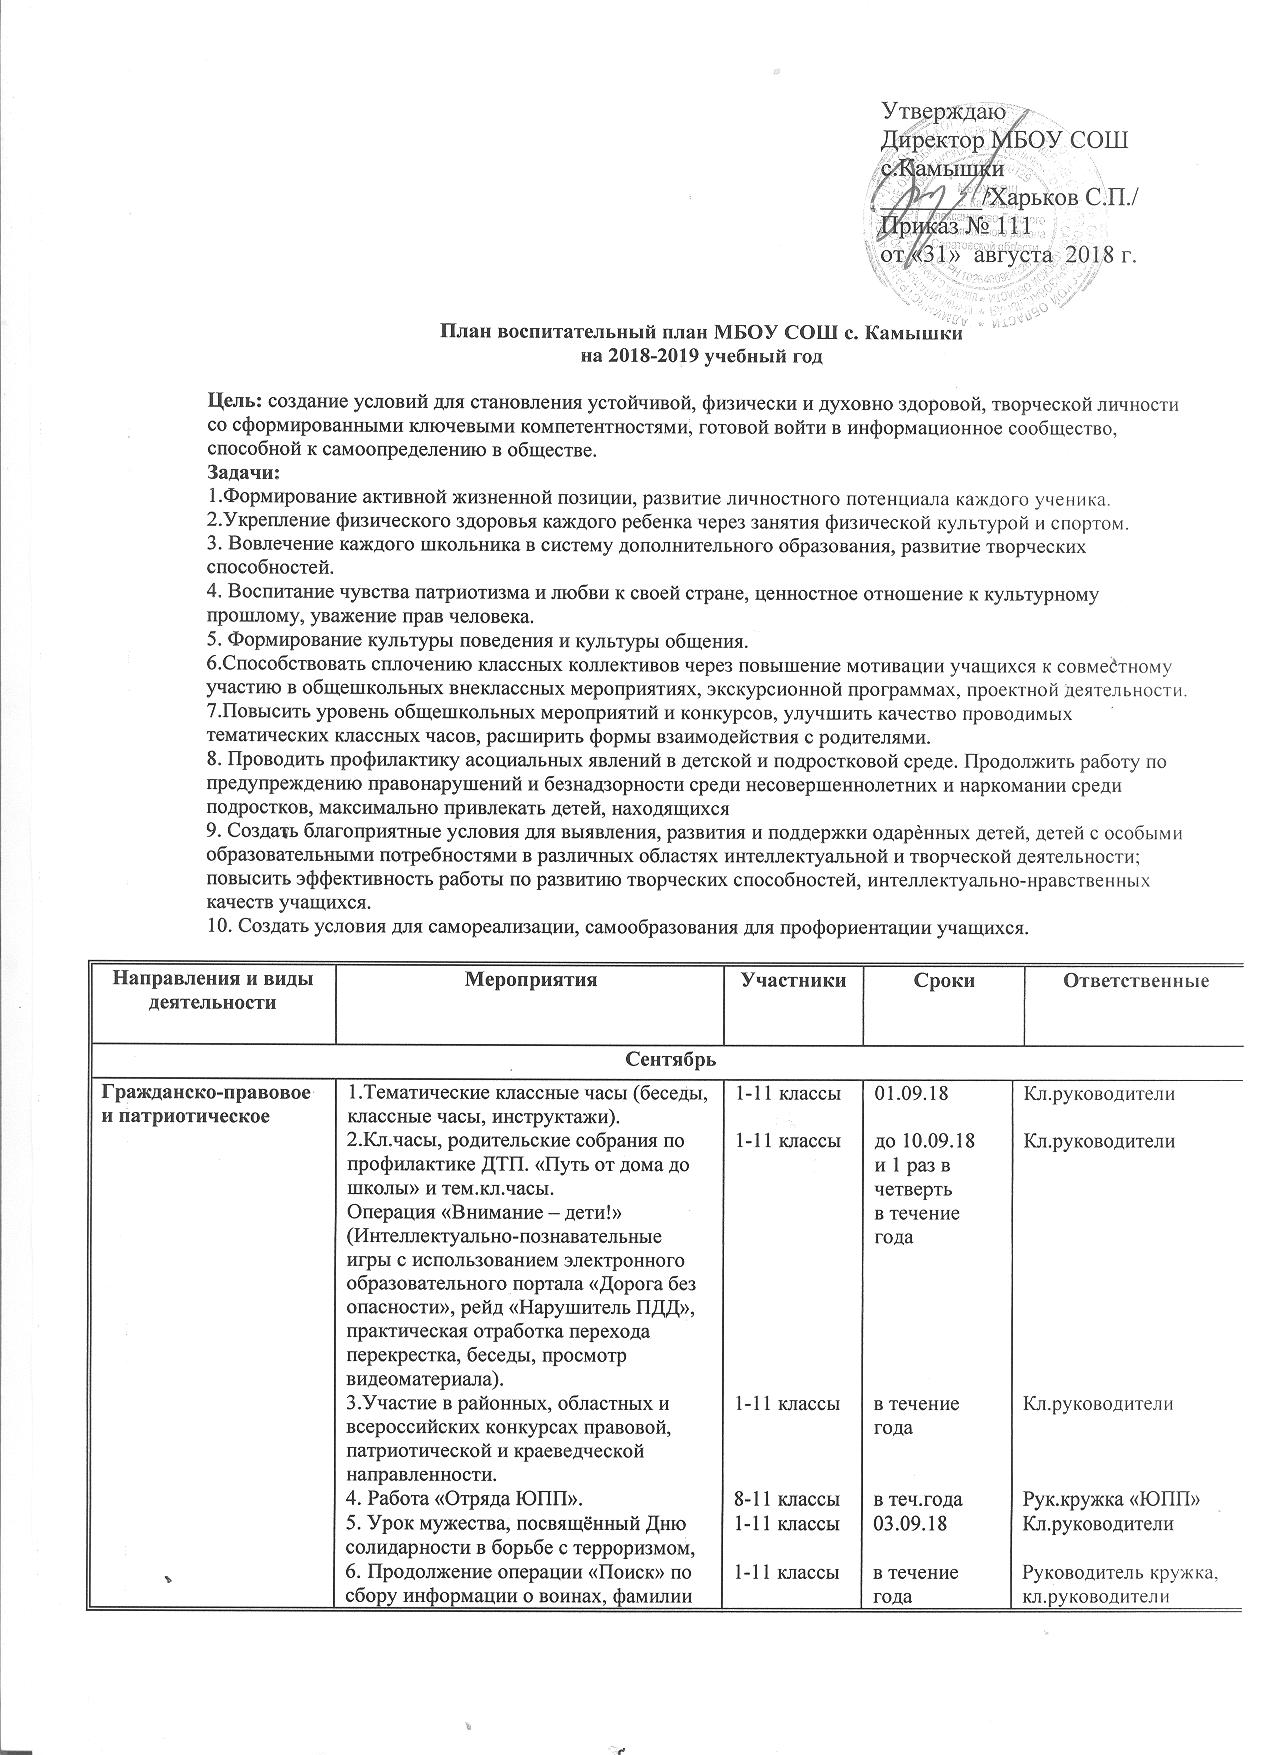 Утверждаю
Директор МБОУ СОШ
с.Камышки
________/Харьков С.П./
Приказ № 111
от «31» августа 2018 г.
План воспитательный план МБОУ СОШ с. Камышки
на 2018-2019 учебный год
Цель: создание условий для становления устойчивой, физически и духовно здоровой, творческой личности
со сформированными ключевыми компетентностями, готовой войти в информационное сообщество,
способной к самоопределению в обществе.
Задачи:
1.Формирование активной жизненной позиции, развитие личностного потенциала каждого ученика.
2.Укрепление физического здоровья каждого ребенка через занятия физической культурой и спортом.
3. Вовлечение каждого школьника в систему дополнительного образования, развитие творческих
способностей.
4. Воспитание чувства патриотизма и любви к своей стране, ценностное отношение к культурному
прошлому, уважение прав человека.
5. Формирование культуры поведения и культуры общения.
6.Способствовать сплочению классных коллективов через повышение мотивации учащихся к совместному
участию в общешкольных внеклассных мероприятиях, экскурсионной программах, проектной деятельности.
7.Повысить уровень общешкольных мероприятий и конкурсов, улучшить качество проводимых
тематических классных часов, расширить формы взаимодействия с родителями.
8. Проводить профилактику асоциальных явлений в детской и подростковой среде. Продолжить работу по
предупреждению правонарушений и безнадзорности среди несовершеннолетних и наркомании среди
подростков, максимально привлекать детей, находящихся
9. Создать благоприятные условия для выявления, развития и поддержки одарённых детей, детей с особыми
образовательными потребностями в различных областях интеллектуальной и творческой деятельности;
повысить эффективность работы по развитию творческих способностей, интеллектуально-нравственных
качеств учащихся.
10. Создать условия для самореализации, самообразования для профориентации учащихся.
Направления и виды Мероприятия Участники Сроки Ответственные
деятельности
Сентябрь
Гражданско-правовое 1.Тематические классные часы (беседы, 1-11 классы 01.09.18 Кл.руководители
и патриотическое классные часы, инструктажи).
2.Кл.часы, родительские собрания по 1-11 классы до 10.09.18 Кл.руководители
профилактике ДТП. «Путь от дома до и 1 раз в
школы» и тем.кл.часы. четверть
Операция «Внимание – дети!» в течение
(Интеллектуально-познавательные года
игры с использованием электронного
образовательного портала «Дорога без
опасности», рейд «Нарушитель ПДД»,
практическая отработка перехода
перекрестка, беседы, просмотр
видеоматериала).
3.Участие в районных, областных и 1-11 классы в течение Кл.руководители
всероссийских конкурсах правовой, года
патриотической и краеведческой
направленности.
4. Работа «Отряда ЮПП». 8-11 классы в теч.года Рук.кружка «ЮПП»
5. Урок мужества, посвящённый Дню 1-11 классы 03.09.18 Кл.руководители
солидарности в борьбе с терроризмом,
6. Продолжение операции «Поиск» по 1-11 классы в течение Руководитель кружка,
сбору информации о воинах, фамилии года кл.руководители